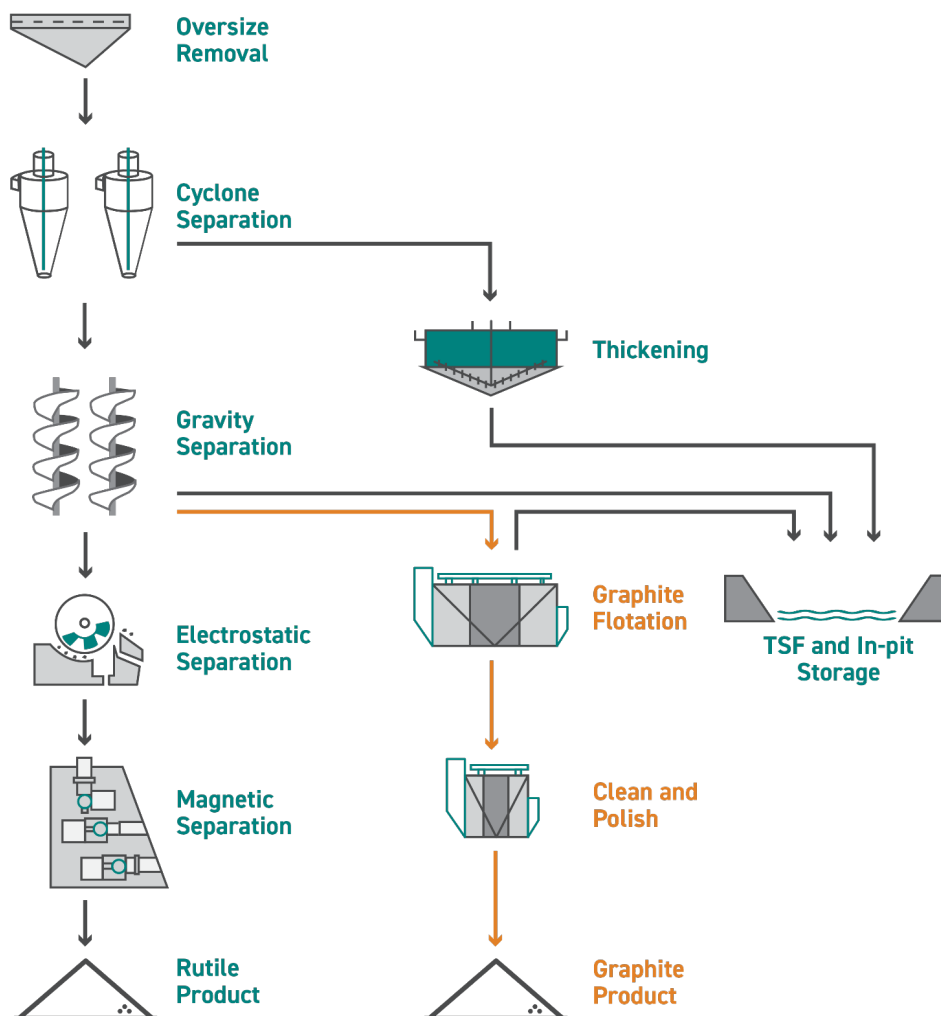 Oversize
Removal
Cyclone
Separation
Thickening
Gravity
Separation
Electrostatic
Separation
Graphite
Flotation
TSF and In-pit
Storage
Magnetic
Separation
Clean and
Polish
Rutile
Product
Graphite
Product